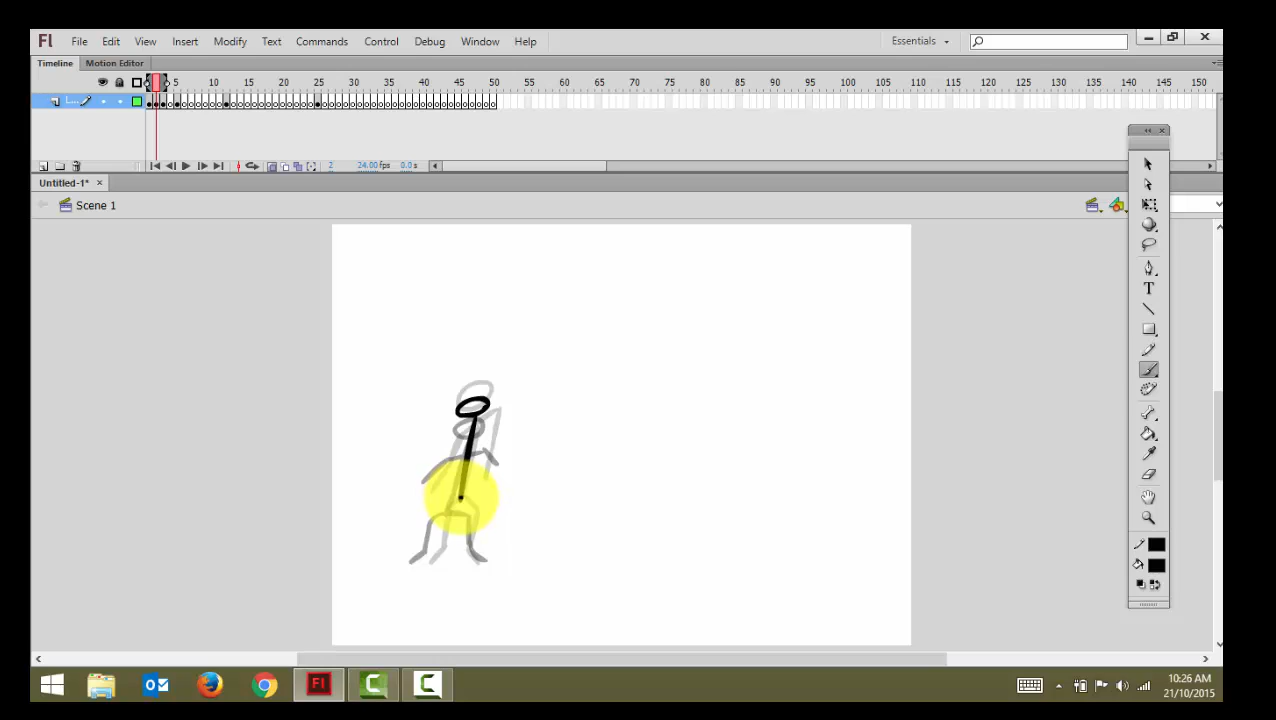 Fl File Edit View Insert Modify Text Commands Control Debug Window Help Essentials
Timeline Motion Editor
5 10 15 20 25 30 35 40 45 50 55 60 65 70 75 80 85 90 95 100 105 110 115 120 125 130 135 140 145 150
2 24.00 fps 0.0 s
Untitled-1* ×
Scene 1
T
Fl
10:26 AM
21/10/2015